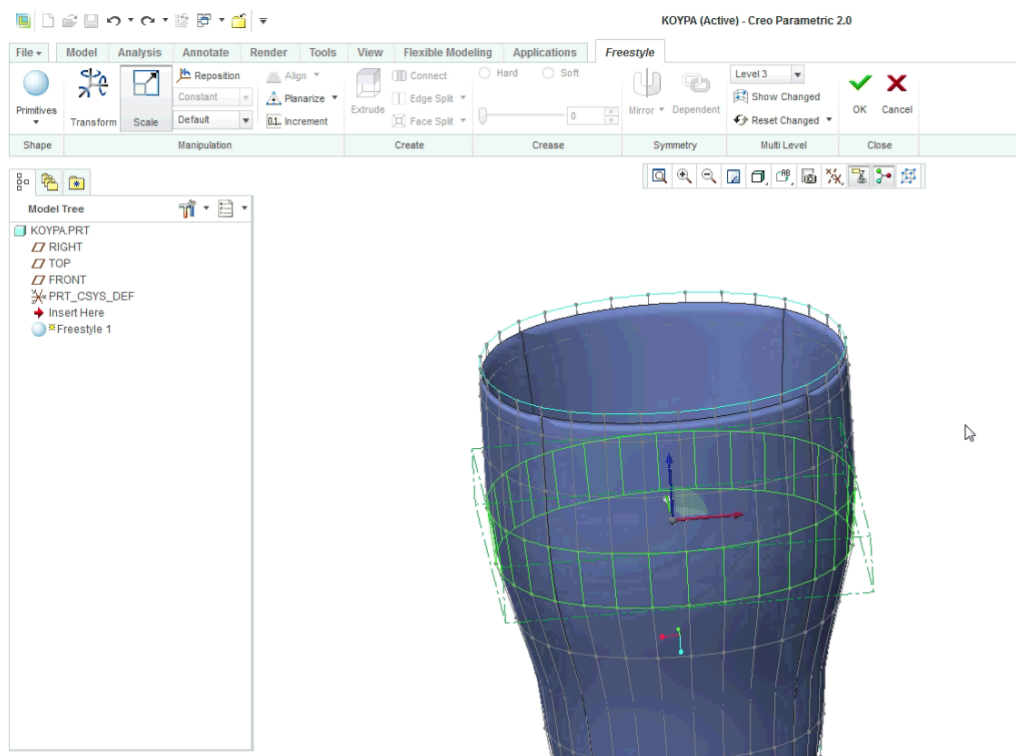 KOYPA (Active) - Creo Parametric 2.0
File Model Analysis Annotate Render Tools View Flexible Modeling Applications Freestyle
Primitives
Transform
Scale
Reposition
Constant
Default
Align
Planarize
0.1.. Increment
Extrude
Connect
Edge Split
Face Split
Hard Soft
0
Mirror
Dependent
Level 3
Show Changed
Reset Changed
OK
Cancel
Shape Manipulation Create Crease Symmetry Multi Level Close
Model Tree
KOYPA.PRT
RIGHT
TOP
FRONT
PRT_CSYS_DEF
Insert Here
Freestyle 1